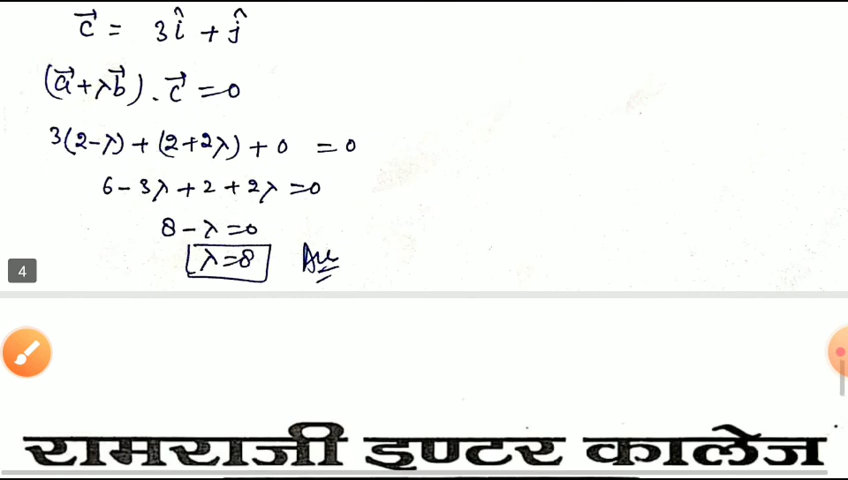 c⃗ = 3î + ĵ
(a⃗+λb⃗).c⃗ =0
3(2-λ)+(2+2λ)+0 =0
6-3λ+2+2λ=0
8-λ=0
λ=8 Ans
4
रामराजी इण्टर कालेज